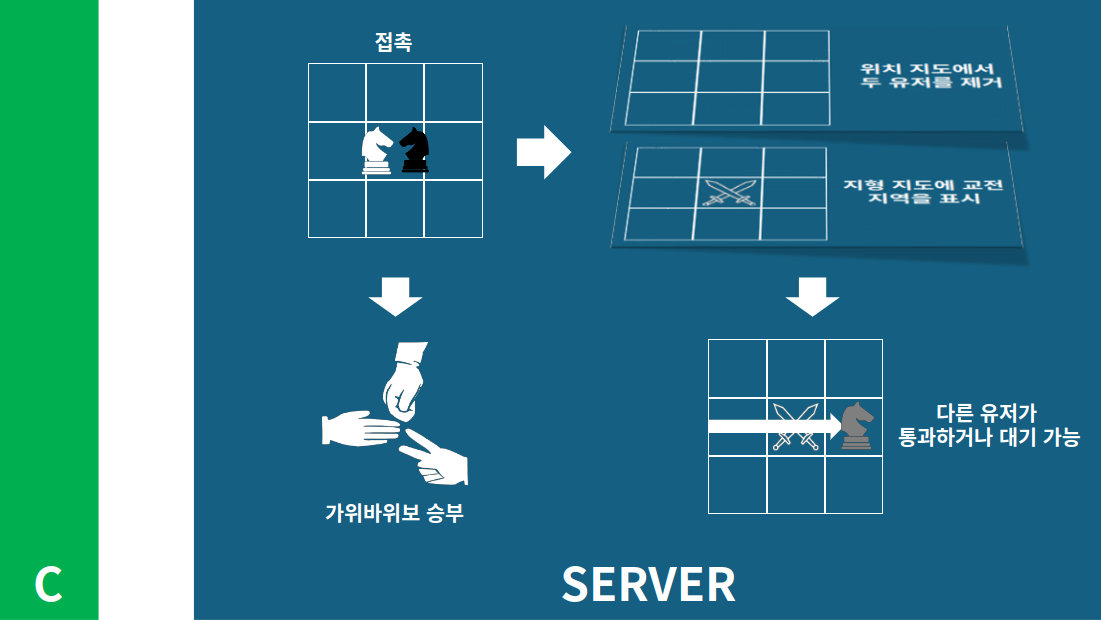 접촉
위치 지도에서
두 유저를 제거
지형 지도에 교전
지역을 표시
다른 유저가
통과하거나 대기 가능
가위바위보 승부
C
SERVER